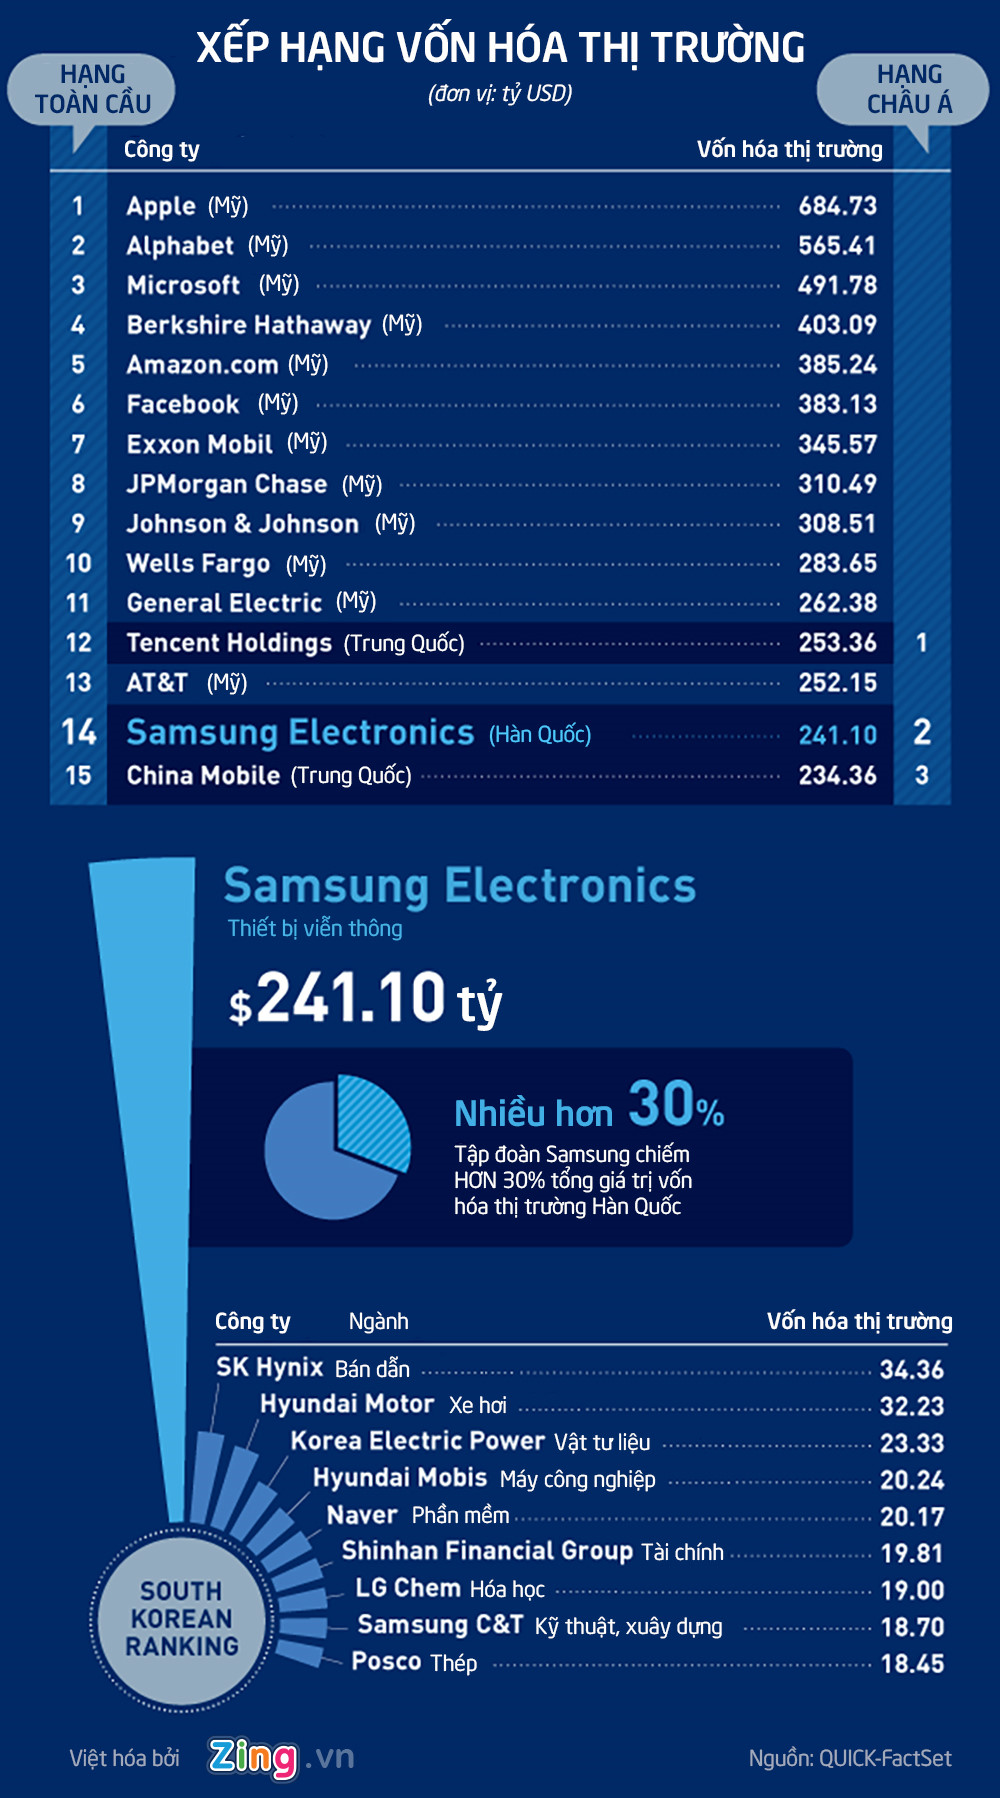 XẾP HẠNG VỐN HÓA THỊ TRƯỜNG
(đơn vị: tỷ USD)
HẠNG
TOÀN CẦU
HẠNG
CHÂU Á
Công ty Vốn hóa thị trường
1 Apple (Mỹ) 684.73
2 Alphabet (Mỹ) 565.41
3 Microsoft (Mỹ) 491.78
4 Berkshire Hathaway (Mỹ) 403.09
5 Amazon.com (Mỹ) 385.24
6 Facebook (Mỹ) 383.13
7 Exxon Mobil (Mỹ) 345.57
8 JPMorgan Chase (Mỹ) 310.49
9 Johnson & Johnson (Mỹ) 308.51
10 Wells Fargo (Mỹ) 283.65
11 General Electric (Mỹ) 262.38
12 Tencent Holdings (Trung Quốc) 253.36 1
13 AT&T (Mỹ) 252.15
14 Samsung Electronics (Hàn Quốc) 241.10 2
15 China Mobile (Trung Quốc) 234.36 3
Samsung Electronics
Thiết bị viễn thông
$241.10 tỷ
Nhiều hơn 30%
Tập đoàn Samsung chiếm
HƠN 30% tổng giá trị vốn
hóa thị trường Hàn Quốc
Công ty Ngành Vốn hóa thị trường
SK Hynix Bán dẫn 34.36
Hyundai Motor Xe hơi 32.23
Korea Electric Power Vật tư liệu 23.33
Hyundai Mobis Máy công nghiệp 20.24
Naver Phần mềm 20.17
Shinhan Financial Group Tài chính 19.81
LG Chem Hóa học 19.00
Samsung C&T Kỹ thuật, xuây dựng 18.70
Posco Thép 18.45
SOUTH
KOREAN
RANKING
Việt hóa bởi Zing.vn
Nguồn: QUICK-FactSet